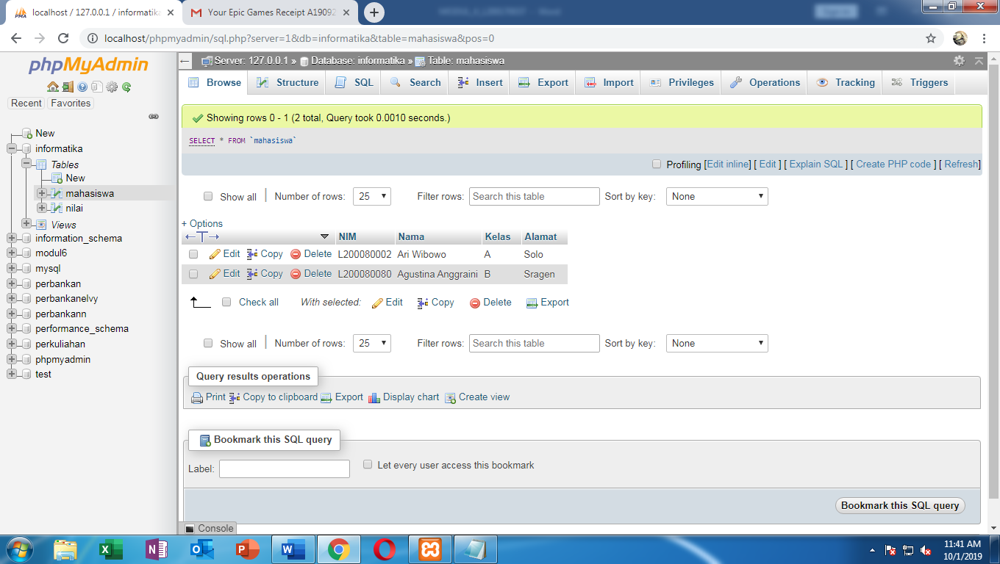 localhost / 127.0.0.1 / informatika
Your Epic Games Receipt A19092
localhost/phpmyadmin/sql.php?server=1&db=informatika&table=mahasiswa&pos=0
phpMyAdmin
Recent Favorites
New
informatika
Tables
New
mahasiswa
nilai
Views
information_schema
modul6
mysql
perbankan
perbankanelvy
perbankann
performance_schema
perkuliahan
phpmyadmin
test
Server: 127.0.0.1 » Database: informatika » Table: mahasiswa
Browse Structure SQL Search Insert Export Import Privileges Operations Tracking Triggers
Showing rows 0 - 1 (2 total, Query took 0.0010 seconds.)
SELECT * FROM `mahasiswa`
Profiling [Edit inline] [ Edit ] [ Explain SQL ] [ Create PHP code ] [ Refresh]
Show all Number of rows: 25 Filter rows: Search this table Sort by key: None
+ Options
←T→ NIM Nama Kelas Alamat
Edit Copy Delete L200080002 Ari Wibowo A Solo
Edit Copy Delete L200080080 Agustina Anggraini B Sragen
Check all With selected: Edit Copy Delete Export
Show all Number of rows: 25 Filter rows: Search this table Sort by key: None
Query results operations
Print Copy to clipboard Export Display chart Create view
Bookmark this SQL query
Label: Let every user access this bookmark
Bookmark this SQL query
Console
11:41 AM
10/1/2019